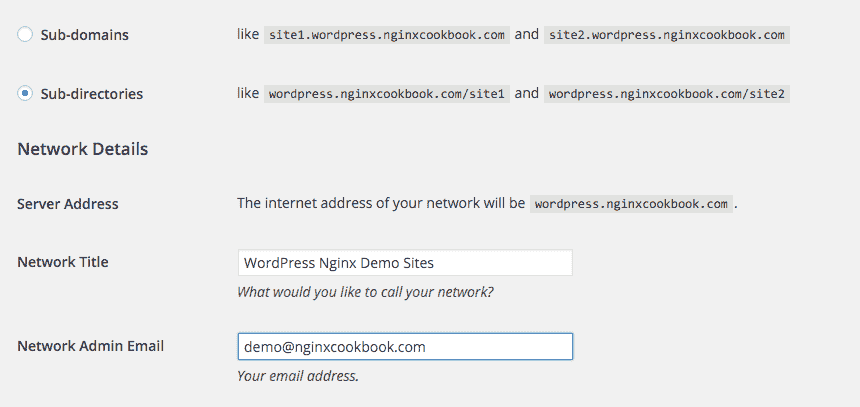 Sub-domains like site1.wordpress.nginxcookbook.com and site2.wordpress.nginxcookbook.com
Sub-directories like wordpress.nginxcookbook.com/site1 and wordpress.nginxcookbook.com/site2
Network Details
Server Address The internet address of your network will be wordpress.nginxcookbook.com.
Network Title WordPress Nginx Demo Sites
What would you like to call your network?
Network Admin Email demo@nginxcookbook.com
Your email address.